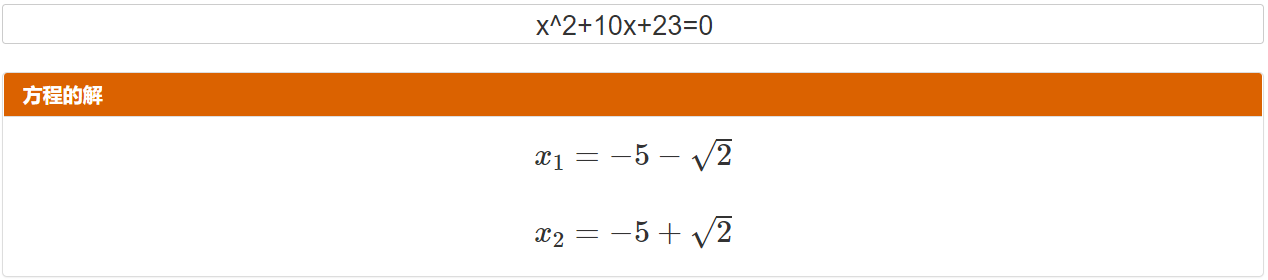 x^2+10x+23=0
方程的解
x₁ = −5 − √2
x₂ = −5 + √2